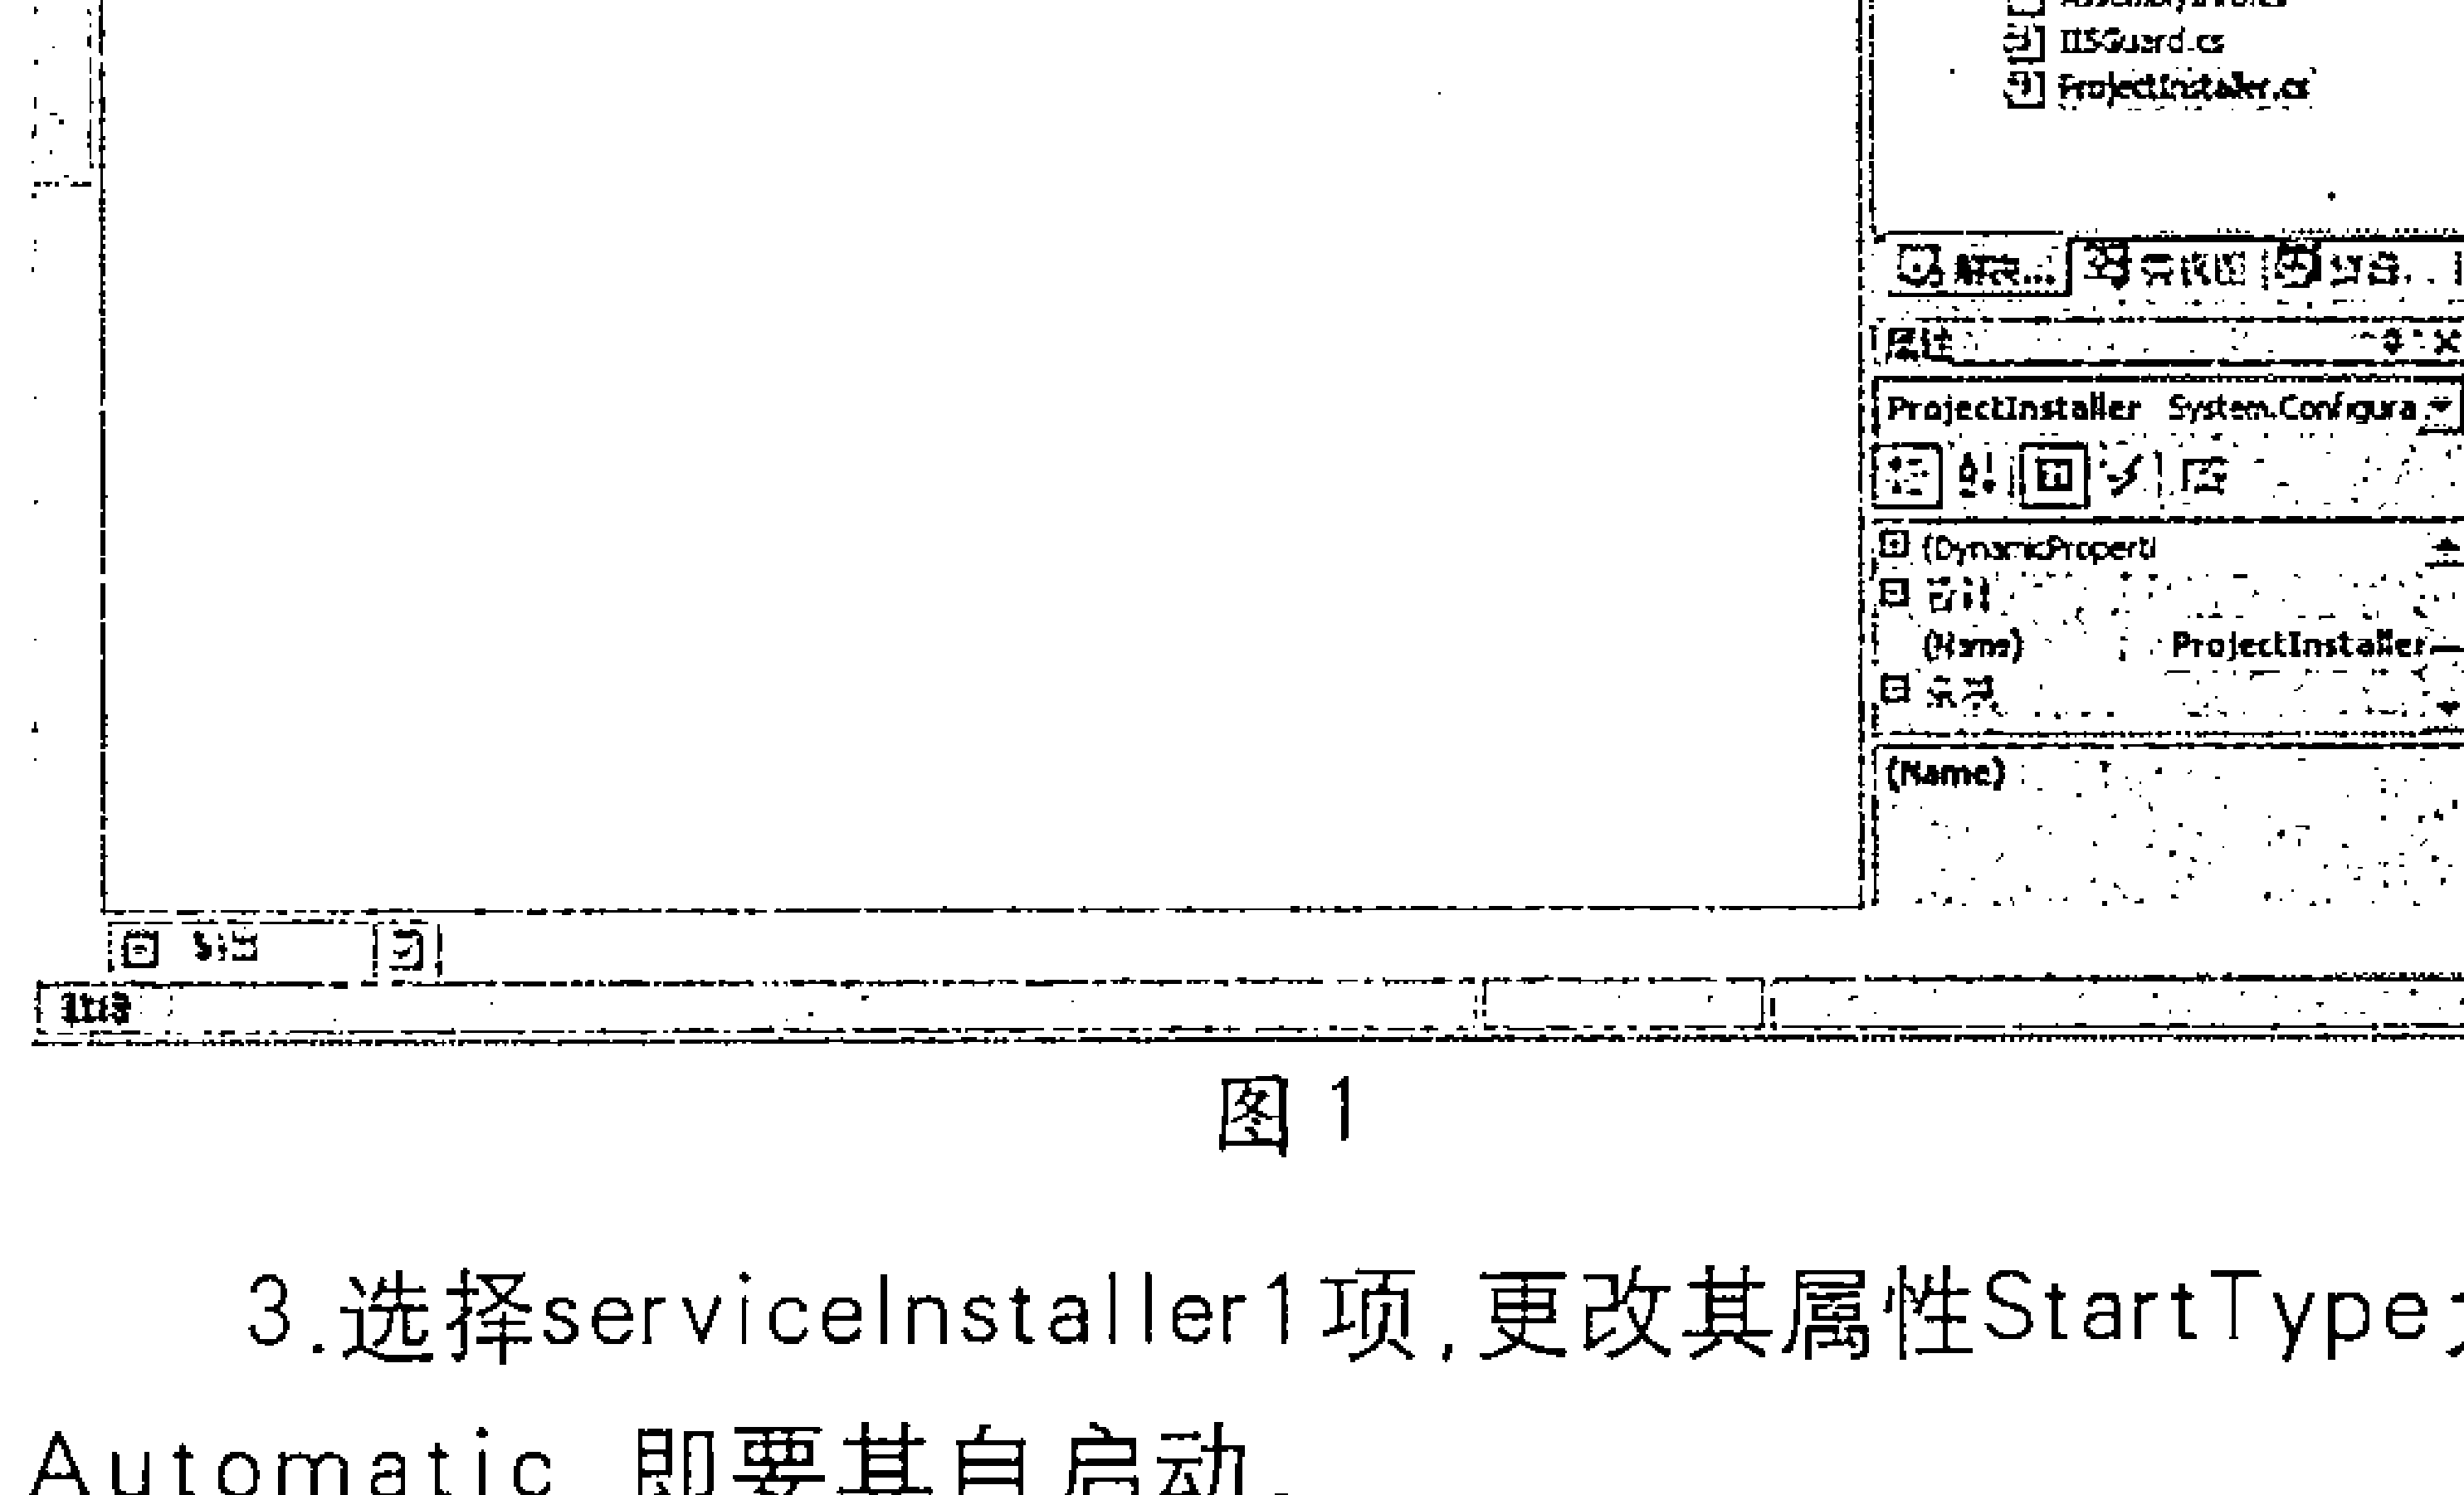 IISGuard.cs
ProjectInstaller.cs
属性
ProjectInstaller System.Configura
(DynamicProperti
(Name) ProjectInstaller
(Name)
图 1
3.选择serviceInstaller1项,更改其属性StartType
Automatic 即要其自启动.